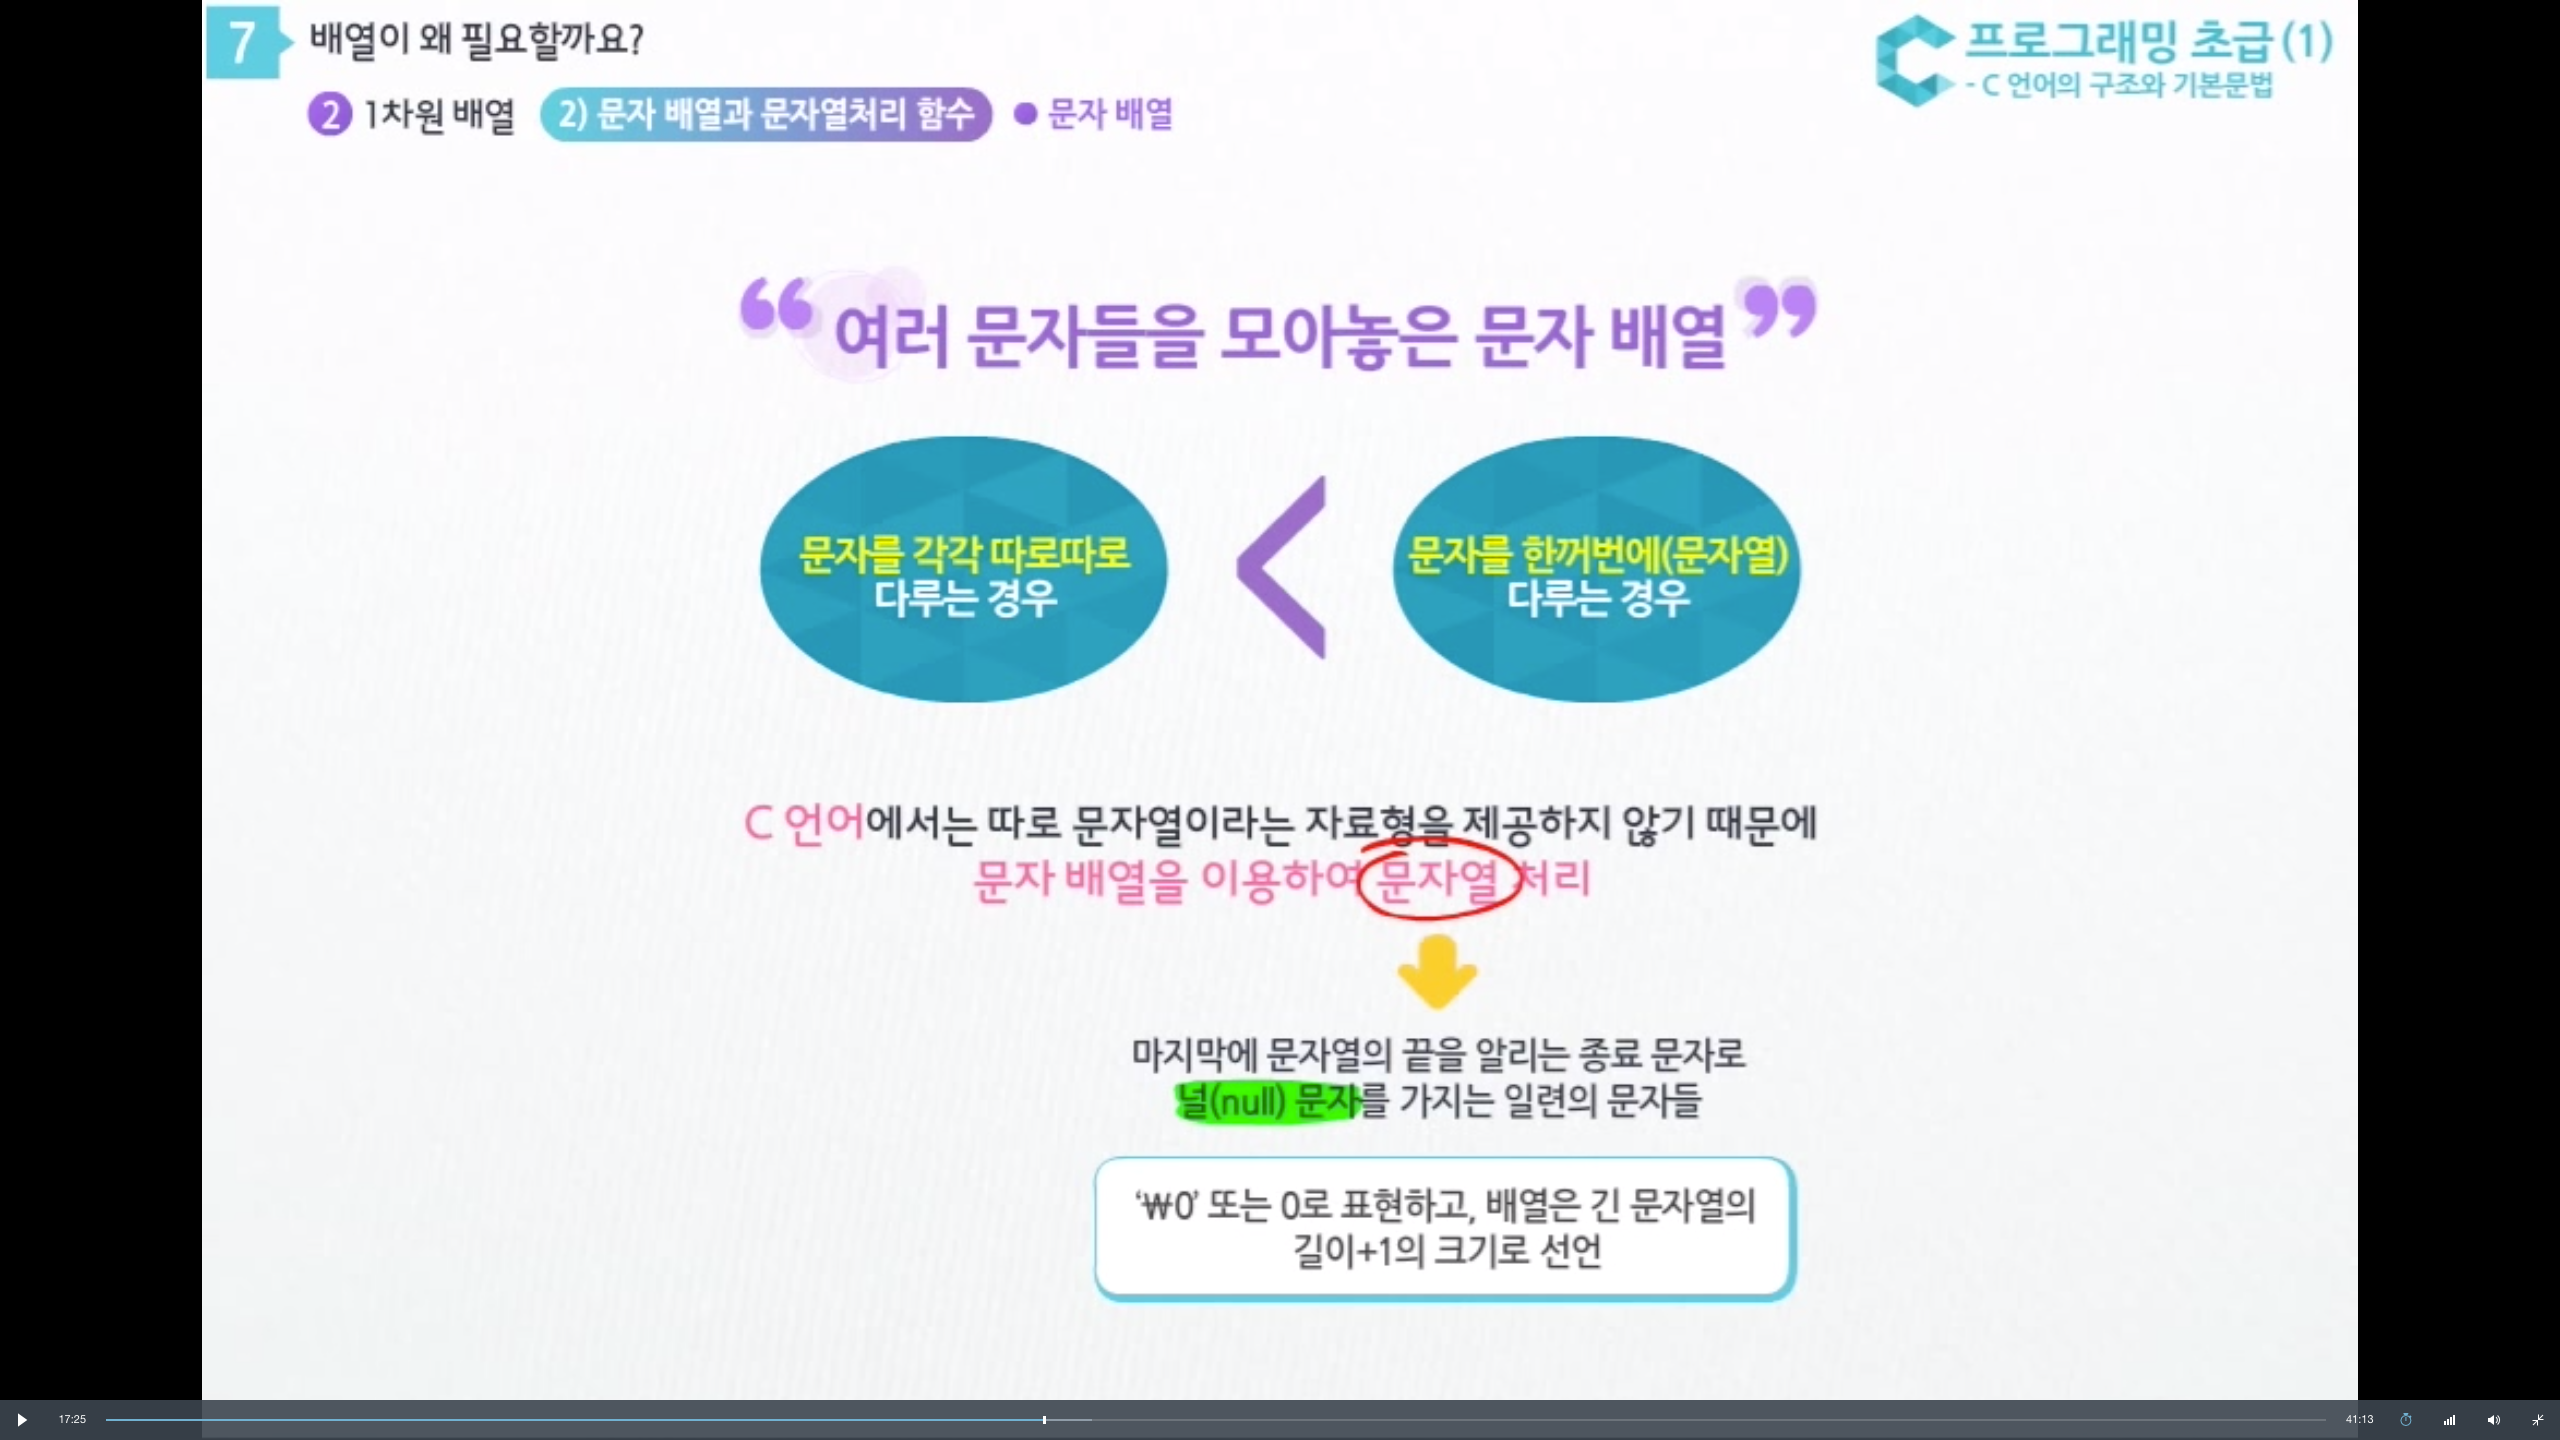 7
배열이 왜 필요할까요?
프로그래밍 초급(1)
- C 언어의 구조와 기본문법
2 1차원 배열 2) 문자 배열과 문자열처리 함수 ● 문자 배열
“ 여러 문자들을 모아놓은 문자 배열 ”
문자를 각각 따로따로
다루는 경우
<
문자를 한꺼번에(문자열)
다루는 경우
C 언어에서는 따로 문자열이라는 자료형을 제공하지 않기 때문에
문자 배열을 이용하여 문자열 처리
마지막에 문자열의 끝을 알리는 종료 문자로
널(null) 문자를 가지는 일련의 문자들
‘₩0’ 또는 0로 표현하고, 배열은 긴 문자열의
길이+1의 크기로 선언
17:25
41:13